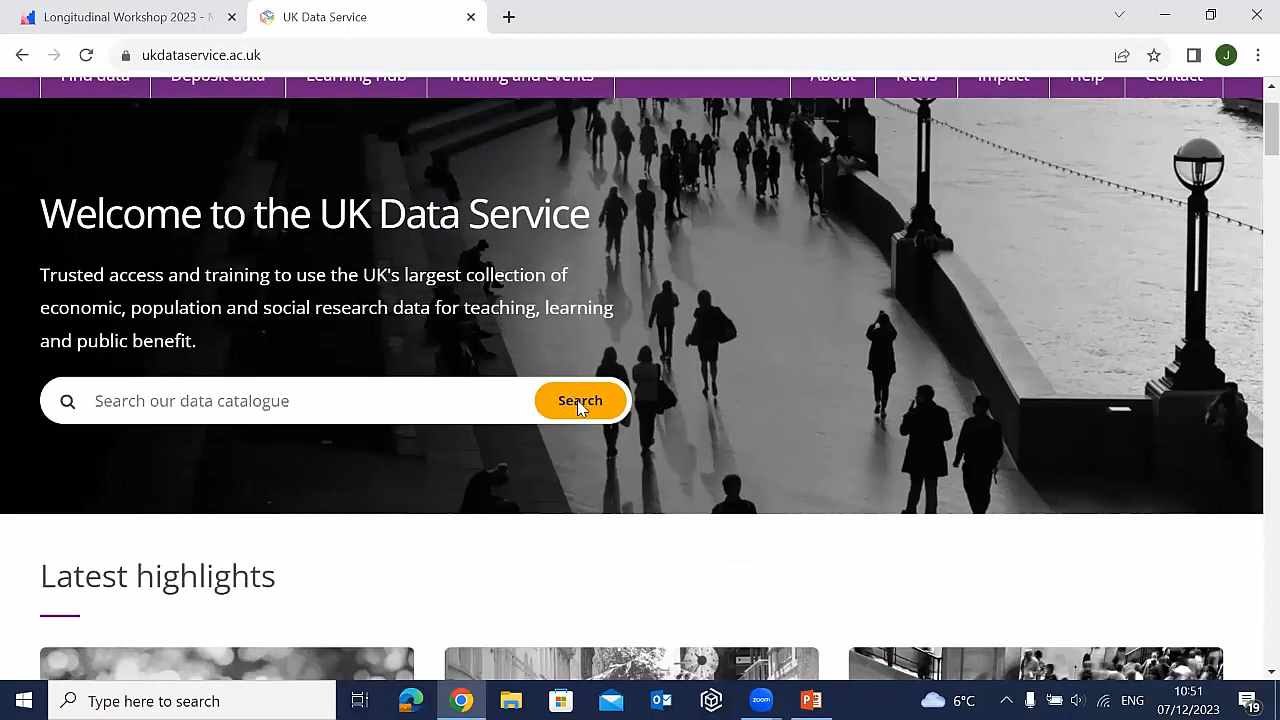 Longitudinal Workshop 2023 -
UK Data Service
ukdataservice.ac.uk
J
Find data
Deposit data
Learning Hub
Training and events
About
News
Impact
Help
Contact
Welcome to the UK Data Service
Trusted access and training to use the UK's largest collection of
economic, population and social research data for teaching, learning
and public benefit.
Search our data catalogue
Search
Latest highlights
Type here to search
zoom
6°C
ENG
10:51
07/12/2023
19